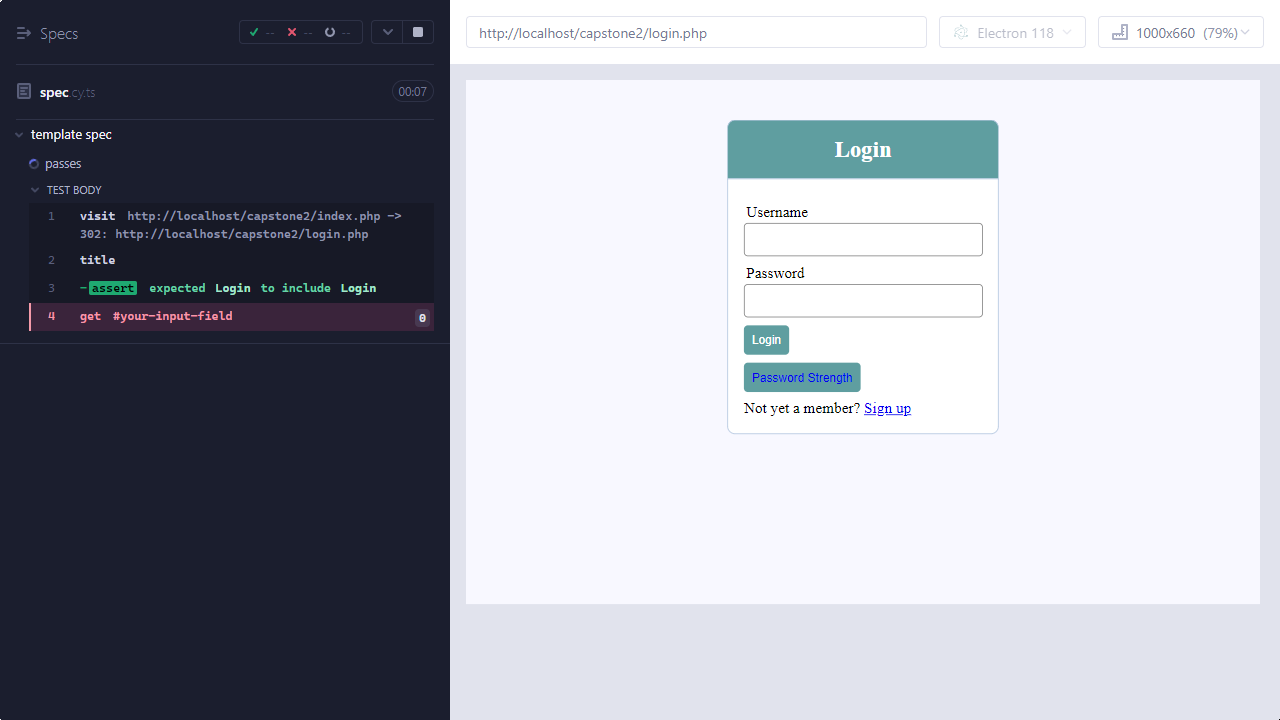 Specs
--
--
--
spec.cy.ts
00:07
template spec
passes
TEST BODY
1 visit http://localhost/capstone2/index.php ->
302: http://localhost/capstone2/login.php
2 title
3 -assert expected Login to include Login
4 get #your-input-field 0
http://localhost/capstone2/login.php
Electron 118
1000x660 (79%)
Login
Username
Password
Login
Password Strength
Not yet a member? Sign up